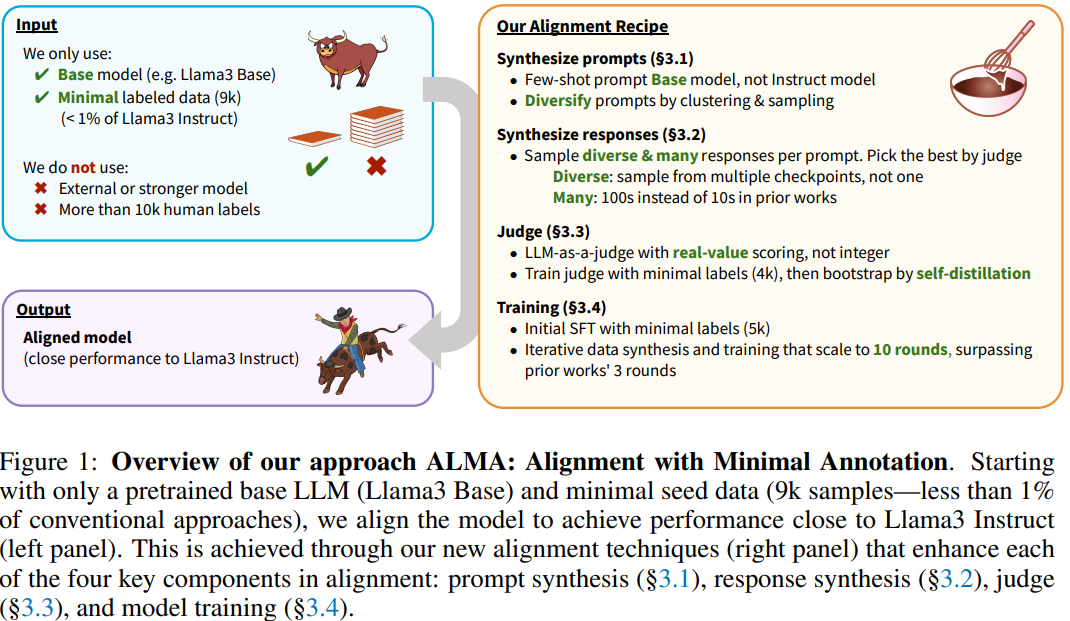 Input
We only use:
✔ Base model (e.g. Llama3 Base)
✔ Minimal labeled data (9k)
(< 1% of Llama3 Instruct)
We do not use:
✖ External or stronger model
✖ More than 10k human labels
Output
Aligned model
(close performance to Llama3 Instruct)
Our Alignment Recipe
Synthesize prompts (§3.1)
• Few-shot prompt Base model, not Instruct model
• Diversify prompts by clustering & sampling
Synthesize responses (§3.2)
• Sample diverse & many responses per prompt. Pick the best by judge
Diverse: sample from multiple checkpoints, not one
Many: 100s instead of 10s in prior works
Judge (§3.3)
• LLM-as-a-judge with real-value scoring, not integer
• Train judge with minimal labels (4k), then bootstrap by self-distillation
Training (§3.4)
• Initial SFT with minimal labels (5k)
• Iterative data synthesis and training that scale to 10 rounds, surpassing
prior works' 3 rounds
Figure 1: Overview of our approach ALMA: Alignment with Minimal Annotation. Starting
with only a pretrained base LLM (Llama3 Base) and minimal seed data (9k samples—less than 1%
of conventional approaches), we align the model to achieve performance close to Llama3 Instruct
(left panel). This is achieved through our new alignment techniques (right panel) that enhance each
of the four key components in alignment: prompt synthesis (§3.1), response synthesis (§3.2), judge
(§3.3), and model training (§3.4).